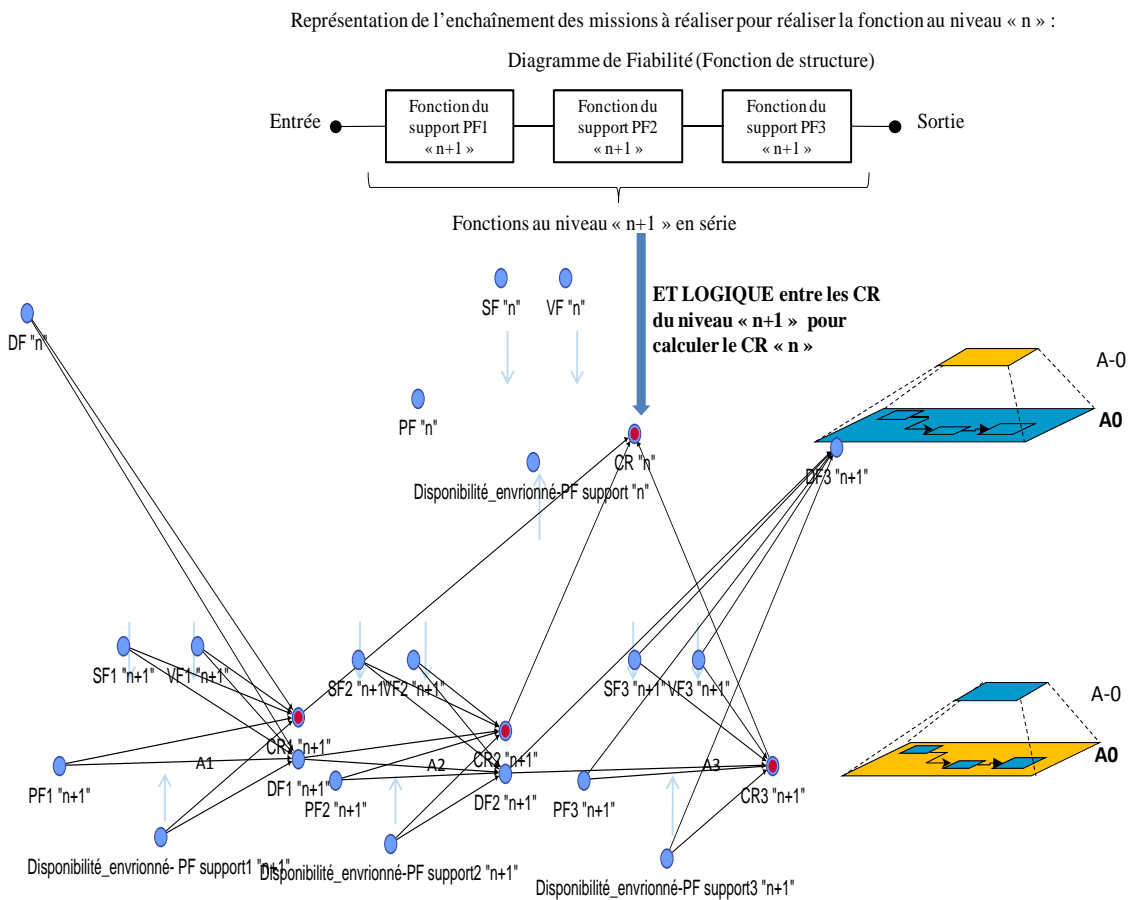 Représentation de l'enchaînement des missions à réaliser pour réaliser la fonction au niveau « n » :
Diagramme de Fiabilité (Fonction de structure)
Entrée
Fonction du
support PF1
« n+1 »
Fonction du
support PF2
« n+1 »
Fonction du
support PF3
« n+1 »
Sortie
Fonctions au niveau « n+1 » en série
SF "n"
VF "n"
ET LOGIQUE entre les CR
du niveau « n+1 » pour
calculer le CR « n »
DF "n"
PF "n"
CR "n"
Disponibilité_envrionné-PF support "n"
A-0
A0
DF3 "n+1"
SF1 "n+1"
VF1 "n+1"
SF2 "n+1"
VF2 "n+1"
SF3 "n+1"
VF3 "n+1"
A-0
A0
CR1 "n+1"
CR2 "n+1"
A1
A2
A3
PF1 "n+1"
DF1 "n+1"
PF2 "n+1"
DF2 "n+1"
PF3 "n+1"
CR3 "n+1"
Disponibilité_envrionné- PF support1 "n+1"
Disponibilité_envrionné-PF support2 "n+1"
Disponibilité_envrionné-PF support3 "n+1"